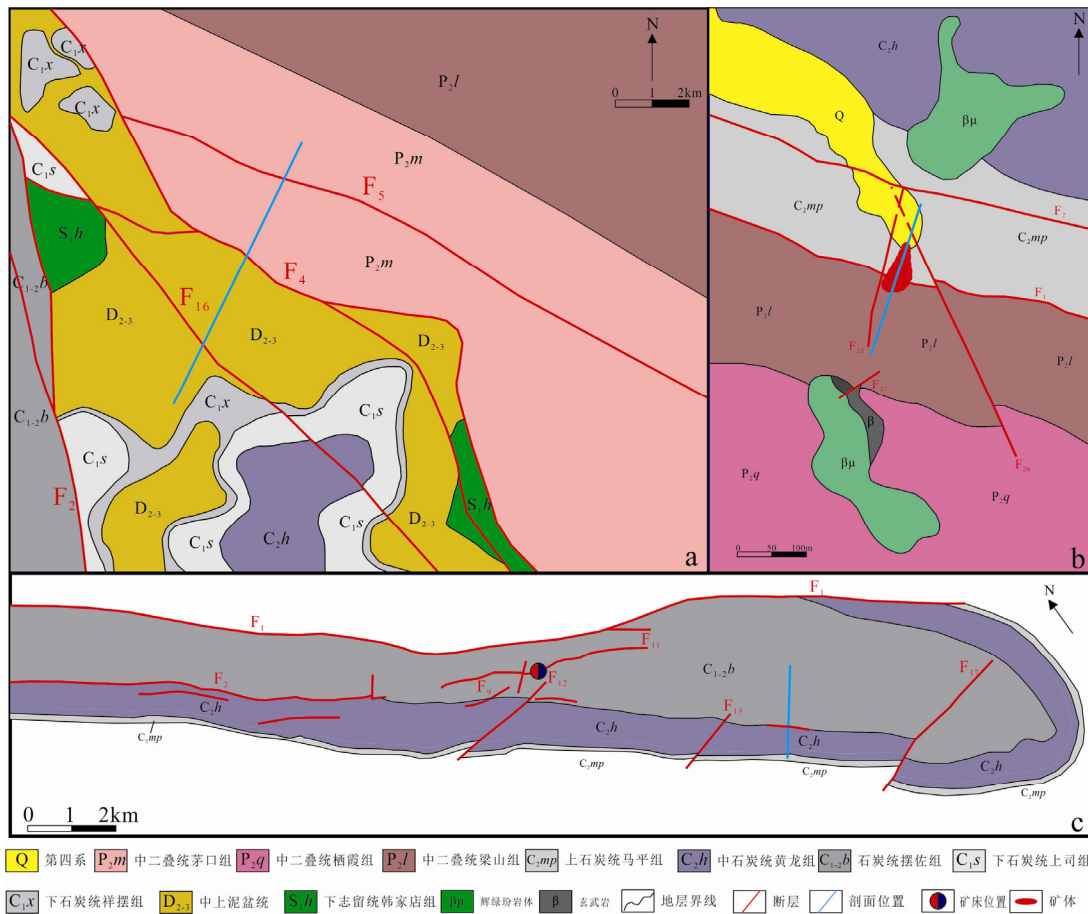 N
0 1 2km
C₁x
C₁x
C₁x
P₂l
P₂m
F₅
C₁s
S₁h
P₂m
F₄
C₁₋₂b
F₁₆
D₂₋₃
D₂₋₃
D₂₋₃
C₁x
C₁s
C₁₋₂b
C₁s
F₂
D₂₋₃
C₁s
C₂h
C₁s
D₂₋₃
S₁h
a
N
C₂h
Q
βμ
C₂mp
F₂
C₂mp
F₁
P₂l
F₂₅
P₂l
P₂l
F₂₇
β
βμ
F₂₆
P₂q
P₂q
0 50 100m
b
N
F₁
F₁
F₁₁
F₂
F₉
F₁₂
C₁₋₂b
F₁₇
C₂h
F₁₅
C₂h
C₂h
C₂h
C₂mp
C₂mp
C₂mp
C₂mp
0 1 2km
c
Q 第四系 P₂m 中二叠统茅口组 P₂q 中二叠统栖霞组 P₂l 中二叠统梁山组 C₂mp 上石炭统马平组 C₂h 中石炭统黄龙组 C₁₋₂b 石炭统摆佐组 C₁s 下石炭统上司组
C₁x 下石炭统祥摆组 D₂₋₃ 中上泥盆统 S₁h 下志留统韩家店组 βμ 辉绿玢岩体 β 玄武岩 地层界线 断层 剖面位置 矿床位置 矿体